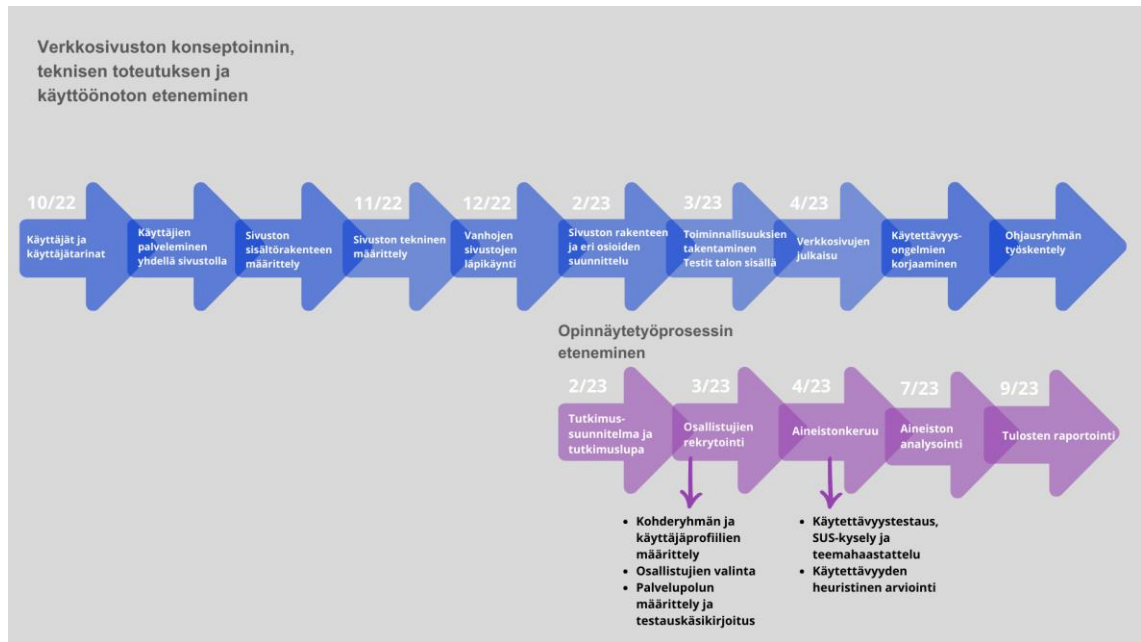 Verkkosivuston konseptoinnin,
teknisen toteutuksen ja
käyttöönoton eteneminen
10/22
Käyttäjät ja
käyttäjätarinat
Käyttäjien
palveleminen
yhdellä sivustolla
Sivuston
sisältörakenteen
määrittely
11/22
Sivuston tekninen
määrittely
12/22
Vanhojen
sivustojen
läpikäynti
2/23
Sivuston rakenteen
ja eri osioiden
suunnittelu
3/23
Toiminnallisuuksien
takentaminen
Testit talon sisällä
4/23
Verkkosivujen
julkaisu
Käytettävyys-
ongelmien
korjaaminen
Ohjausryhmän
työskentely
Opinnäytetyöprosessin
eteneminen
2/23
Tutkimus-
suunnitelma ja
tutkimuslupa
3/23
Osallistujien
rekrytointi
4/23
Aineistonkeruu
7/23
Aineiston
analysointi
9/23
Tulosten raportointi
• Kohderyhmän ja
käyttäjäprofiilien
määrittely
• Osallistujien valinta
• Palvelupolun
määrittely ja
testauskäsikirjoitus
• Käytettävyystestaus,
SUS-kysely ja
teemahaastattelu
• Käytettävyyden
heuristinen arviointi